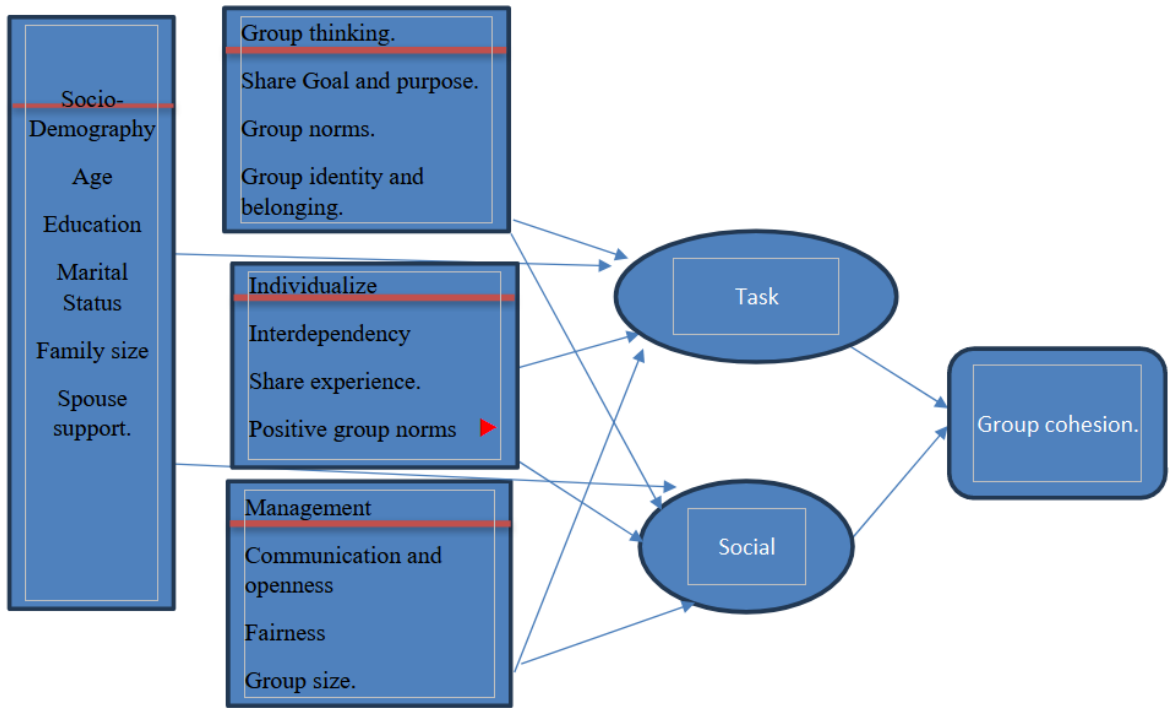 Socio-
Demography
Age
Education
Marital
Status
Family size
Spouse
support.
Group thinking.
Share Goal and purpose.
Group norms.
Group identity and
belonging.
Individualize
Interdependency
Share experience.
Positive group norms
Management
Communication and
openness
Fairness
Group size.
Task
Social
Group cohesion.